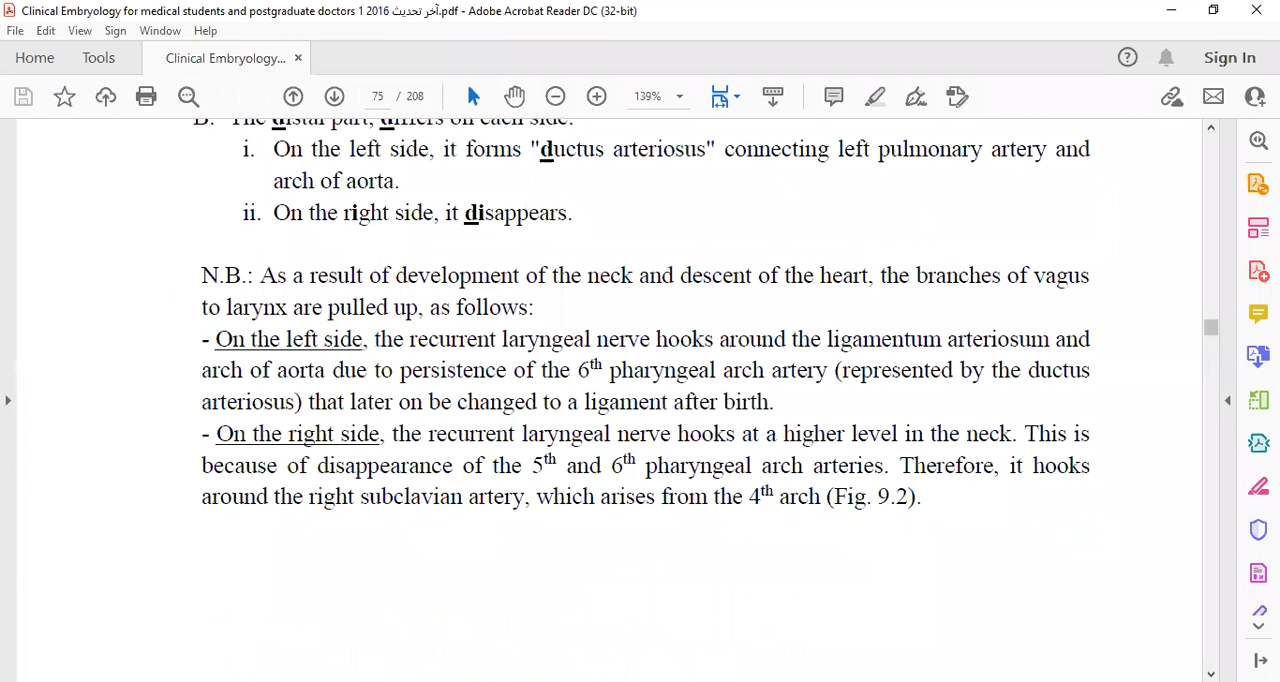 Clinical Embryology for medical students and postgraduate doctors 1 2016 آخر تحديث.pdf - Adobe Acrobat Reader DC (32-bit)
File Edit View Sign Window Help
Home Tools Clinical Embryology... × Sign In
75 / 208 139%
B. The distal part, differs on each side.
i. On the left side, it forms "ductus arteriosus" connecting left pulmonary artery and
arch of aorta.
ii. On the right side, it disappears.
N.B.: As a result of development of the neck and descent of the heart, the branches of vagus
to larynx are pulled up, as follows:
- On the left side, the recurrent laryngeal nerve hooks around the ligamentum arteriosum and
arch of aorta due to persistence of the 6th pharyngeal arch artery (represented by the ductus
arteriosus) that later on be changed to a ligament after birth.
- On the right side, the recurrent laryngeal nerve hooks at a higher level in the neck. This is
because of disappearance of the 5th and 6th pharyngeal arch arteries. Therefore, it hooks
around the right subclavian artery, which arises from the 4th arch (Fig. 9.2).